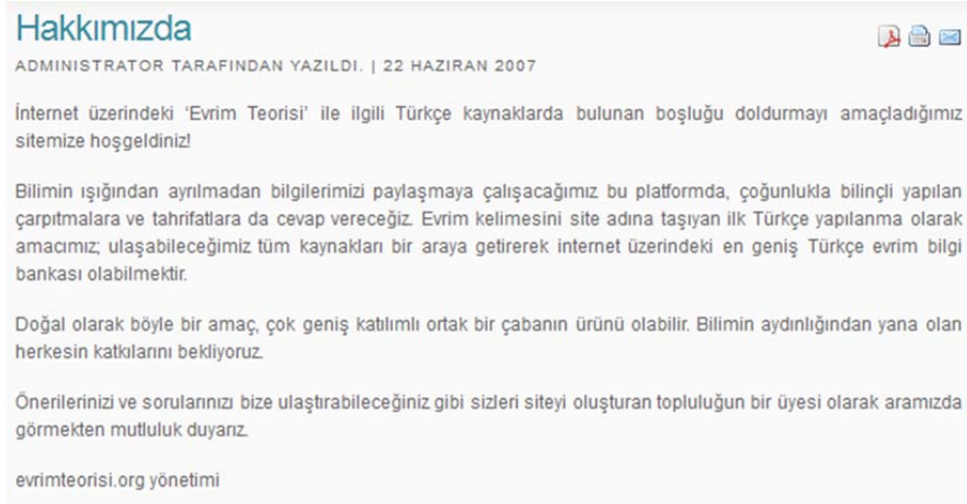 Hakkımızda
ADMINISTRATOR TARAFINDAN YAZILDI. | 22 HAZIRAN 2007
İnternet üzerindeki ‘Evrim Teorisi’ ile ilgili Türkçe kaynaklarda bulunan boşluğu doldurmayı amaçladığımız
sitemize hoşgeldiniz!
Bilimin ışığından ayrılmadan bilgilerimizi paylaşmaya çalışacağımız bu platformda, çoğunlukla bilinçli yapılan
çarpıtmalara ve tahrifatlara da cevap vereceğiz. Evrim kelimesini site adına taşıyan ilk Türkçe yapılanma olarak
amacımız; ulaşabileceğimiz tüm kaynakları bir araya getirerek internet üzerindeki en geniş Türkçe evrim bilgi
bankası olabilmektir.
Doğal olarak böyle bir amaç, çok geniş katılımlı ortak bir çabanın ürünü olabilir. Bilimin aydınlığından yana olan
herkesin katkılarını bekliyoruz.
Önerilerinizi ve sorularınızı bize ulaştırabileceğiniz gibi sizleri siteyi oluşturan topluluğun bir üyesi olarak aramızda
görmekten mutluluk duyarız.
evrimteorisi.org yönetimi